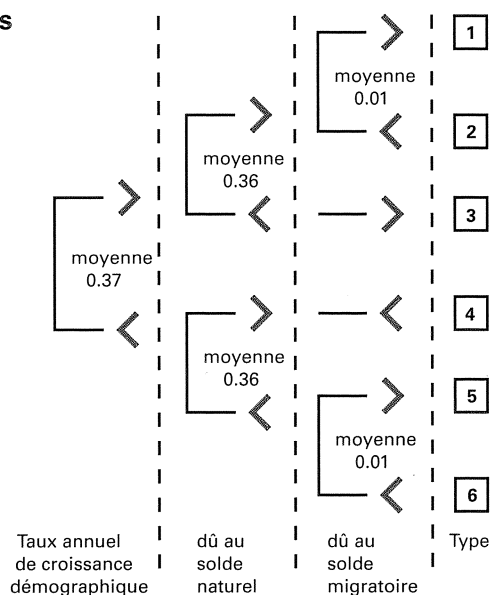 s
1
moyenne
0.01
2
moyenne
0.36
3
moyenne
0.37
4
moyenne
0.36
5
moyenne
0.01
6
Taux annuel
de croissance
démographique
dû au
solde
naturel
dû au
solde
migratoire
Type